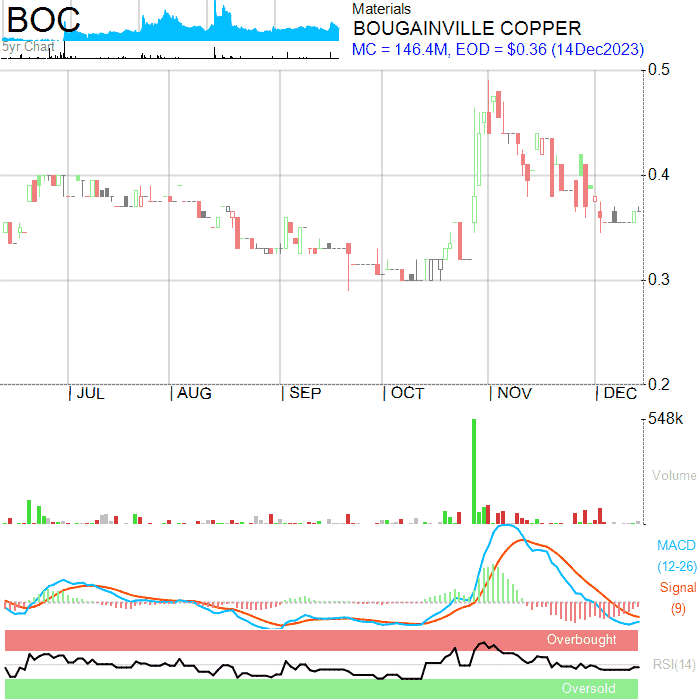 BOC
5yr Chart
Materials
BOUGAINVILLE COPPER
MC = 146.4M, EOD = $0.36 (14Dec2023)
0.5
0.4
0.3
0.2
JUL AUG SEP OCT NOV DEC
548k
Volume
MACD
(12-26)
Signal
(9)
Overbought
RSI(14)
Oversold